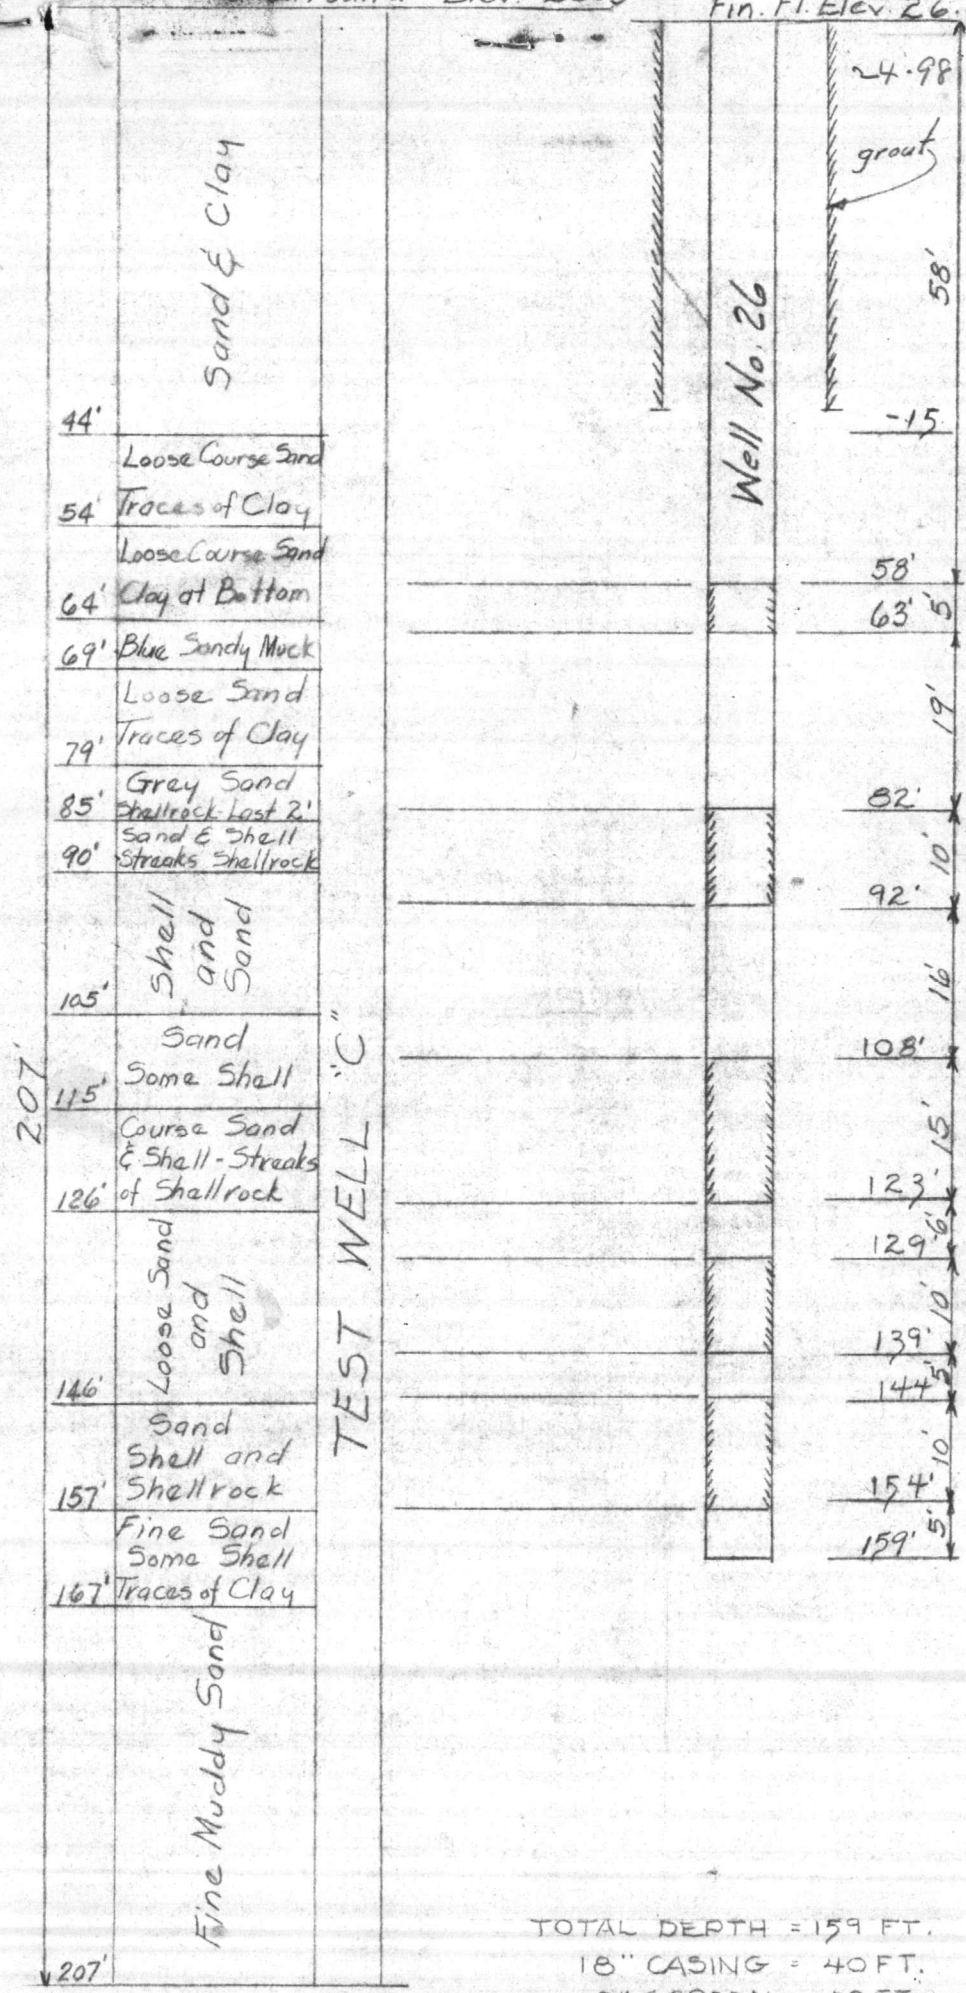 Elev.
Fin. Fl. Elev. 26.
24.98
grout
Sand & Clay
58'
Well No. 26
44'
-15
Loose Course Sand
54' Traces of Clay
Loose Course Sand
64' Clay at Bottom
58'
63'
5'
69' Blue Sandy Muck
Loose Sand
79' Traces of Clay
19'
Grey Sand
85' Shellrock Last 2'
82'
Sand & Shell
90' Streaks Shellrock
10'
92'
Shell
and
Sand
105'
16'
Sand
108'
115' Some Shell
207'
TEST WELL "C"
Course Sand
& Shell - Streaks
126' of Shellrock
15'
123'
6'
129'
Loose Sand
and
Shell
10'
139'
146'
5'
144'
Sand
Shell and
157' Shellrock
10'
154'
Fine Sand
Some Shell
167' Traces of Clay
5'
159'
Fine Muddy Sand
207'
TOTAL DEPTH = 159 FT.
18" CASING = 40 FT.